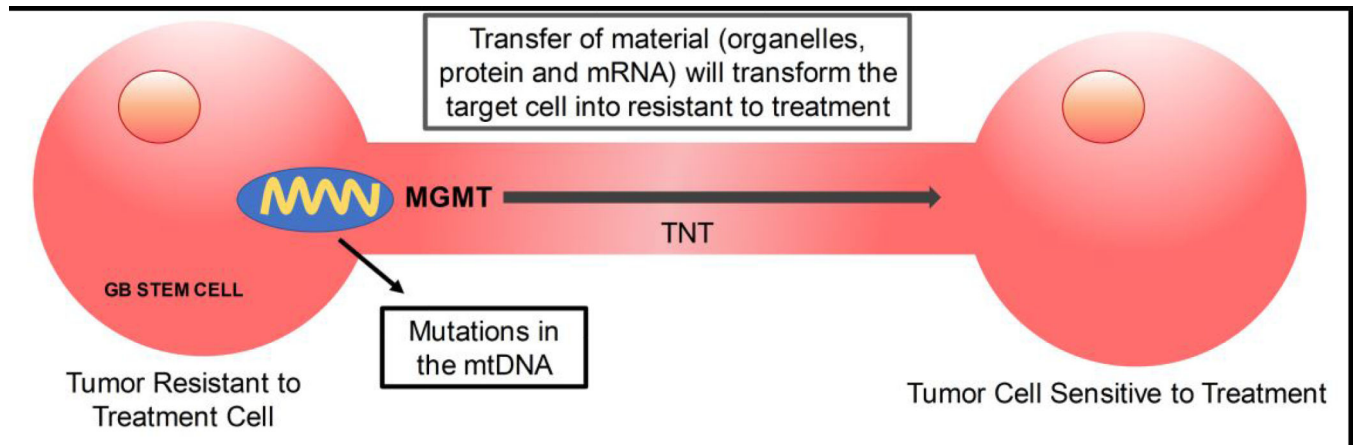 Transfer of material (organelles,
protein and mRNA) will transform the
target cell into resistant to treatment
MGMT
TNT
GB STEM CELL
Mutations in
the mtDNA
Tumor Resistant to
Treatment Cell
Tumor Cell Sensitive to Treatment